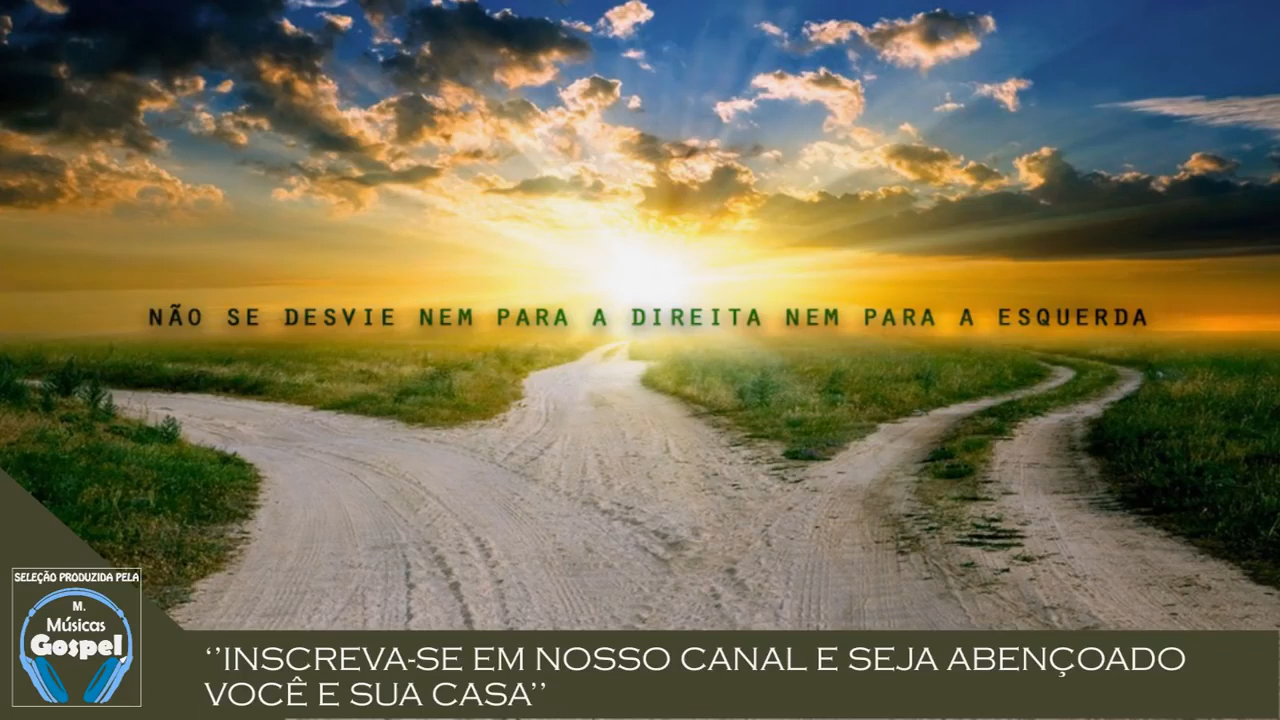 NÃO SE DESVIE NEM PARA A DIREITA NEM PARA A ESQUERDA
SELEÇÃO PRODUZIDA PELA
M.
Músicas
Gospel
‘’INSCREVA-SE EM NOSSO CANAL E SEJA ABENÇOADO
VOCÊ E SUA CASA’’